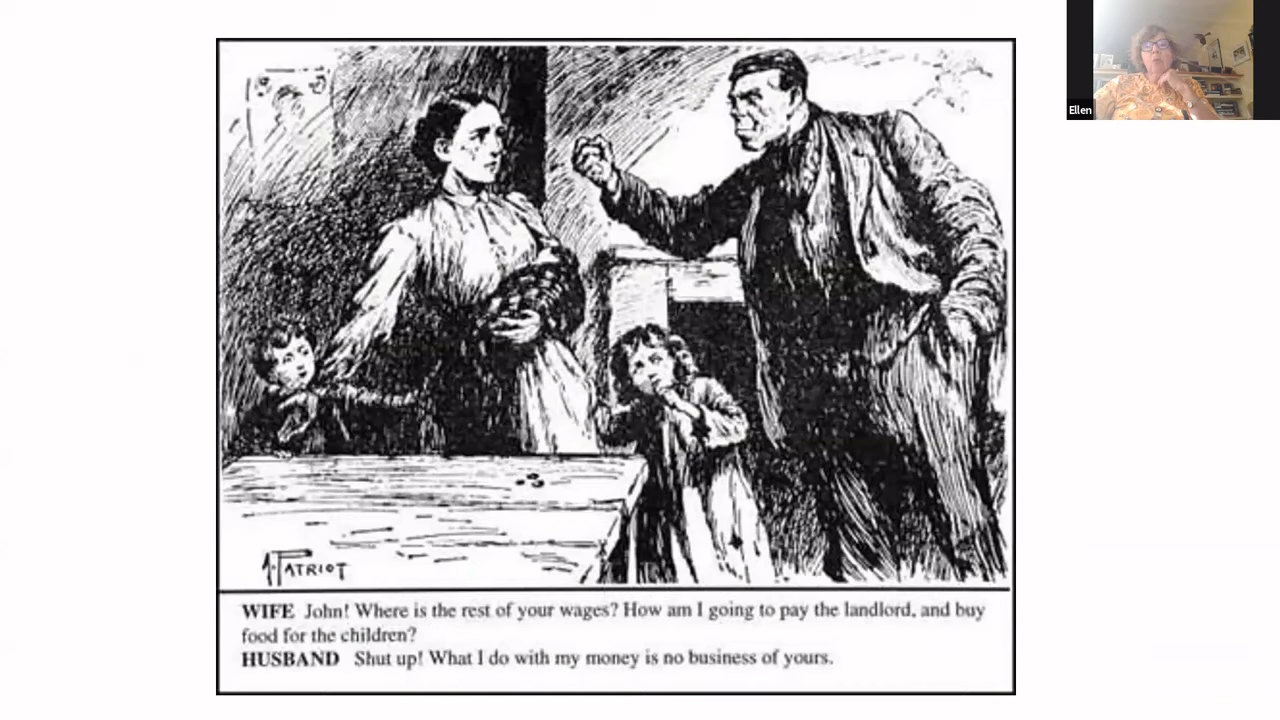 Ellen
A. PATRIOT
WIFE John! Where is the rest of your wages? How am I going to pay the landlord, and buy
food for the children?
HUSBAND Shut up! What I do with my money is no business of yours.